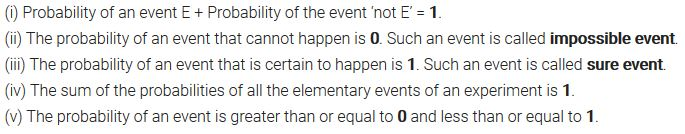 (i) Probability of an event E + Probability of the event ‘not E’ = 1.
(ii) The probability of an event that cannot happen is 0. Such an event is called impossible event.
(iii) The probability of an event that is certain to happen is 1. Such an event is called sure event.
(iv) The sum of the probabilities of all the elementary events of an experiment is 1.
(v) The probability of an event is greater than or equal to 0 and less than or equal to 1.